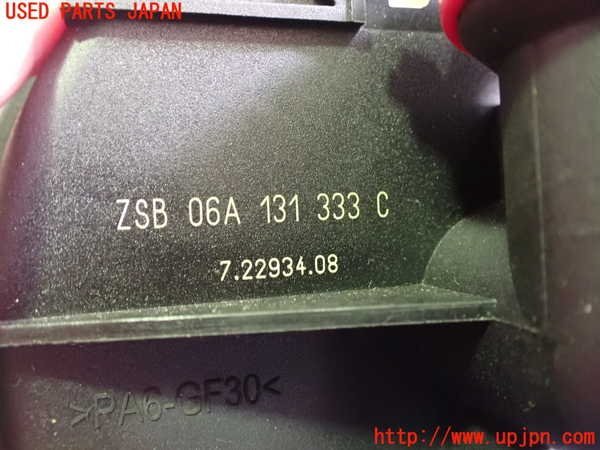 USED PARTS JAPAN
ZSB 06A 131 333 C
7.22934.08
>PA6-GF30<
http://www.upjpn.com/